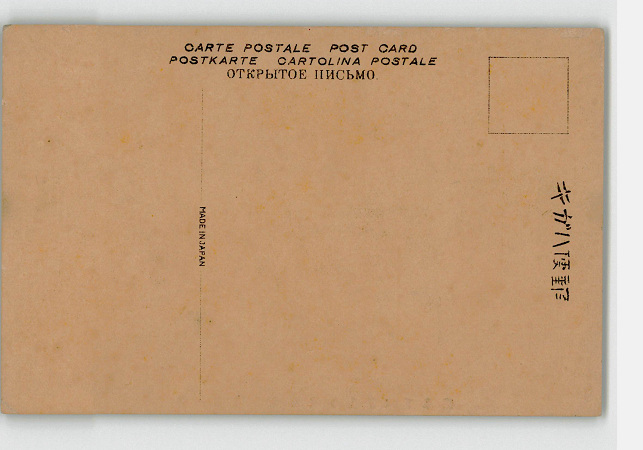 CARTE POSTALE POST CARD
POSTKARTE CARTOLINA POSTALE
ОТКРЫТОЕ ПИСЬМО.
MADE IN JAPAN
郵便ハガキ